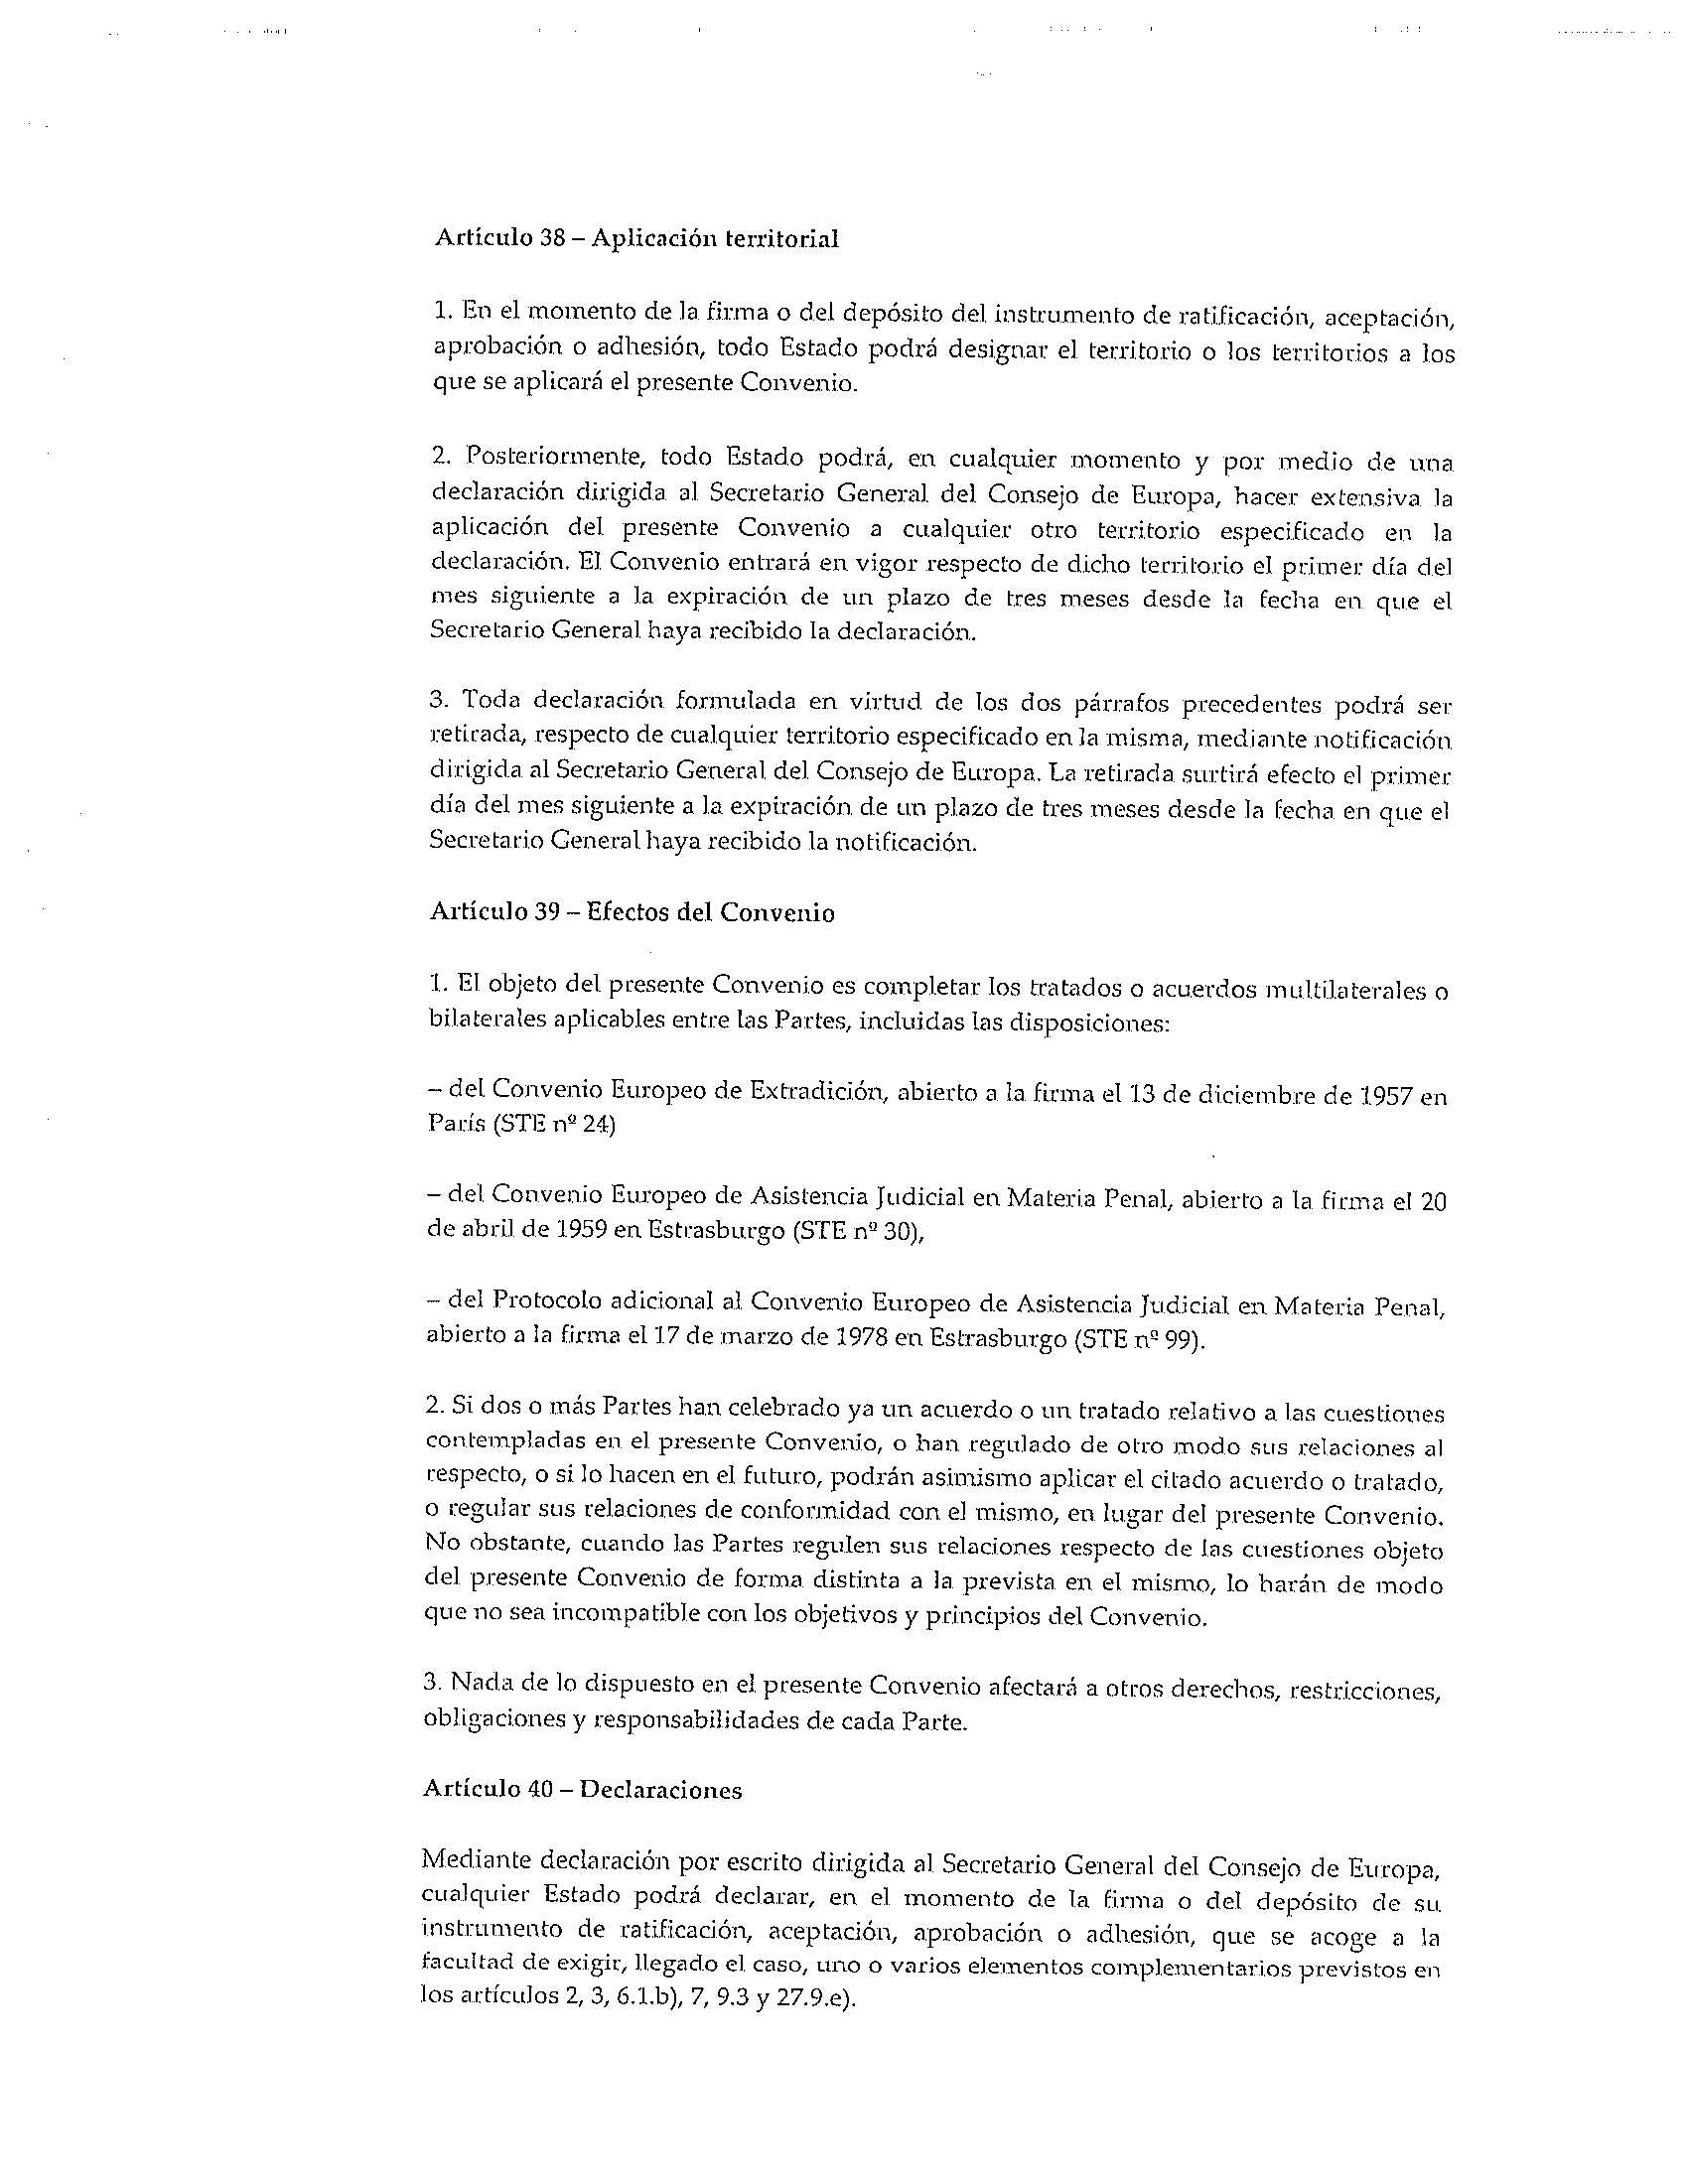 Artículo 38 – Aplicación territorial
1. En el momento de la firma o del depósito del instrumento de ratificación, aceptación,
aprobación o adhesión, todo Estado podrá designar el territorio o los territorios a los
que se aplicará el presente Convenio.
2. Posteriormente, todo Estado podrá, en cualquier momento y por medio de una
declaración dirigida al Secretario General del Consejo de Europa, hacer extensiva la
aplicación del presente Convenio a cualquier otro territorio especificado en la
declaración. El Convenio entrará en vigor respecto de dicho territorio el primer día del
mes siguiente a la expiración de un plazo de tres meses desde la fecha en que el
Secretario General haya recibido la declaración.
3. Toda declaración formulada en virtud de los dos párrafos precedentes podrá ser
retirada, respecto de cualquier territorio especificado en la misma, mediante notificación
dirigida al Secretario General del Consejo de Europa. La retirada surtirá efecto el primer
día del mes siguiente a la expiración de un plazo de tres meses desde la fecha en que el
Secretario General haya recibido la notificación.
Artículo 39 – Efectos del Convenio
1. El objeto del presente Convenio es completar los tratados o acuerdos multilaterales o
bilaterales aplicables entre las Partes, incluidas las disposiciones:
– del Convenio Europeo de Extradición, abierto a la firma el 13 de diciembre de 1957 en
París (STE nº 24)
– del Convenio Europeo de Asistencia Judicial en Materia Penal, abierto a la firma el 20
de abril de 1959 en Estrasburgo (STE nº 30),
– del Protocolo adicional al Convenio Europeo de Asistencia Judicial en Materia Penal,
abierto a la firma el 17 de marzo de 1978 en Estrasburgo (STE nº 99).
2. Si dos o más Partes han celebrado ya un acuerdo o un tratado relativo a las cuestiones
contempladas en el presente Convenio, o han regulado de otro modo sus relaciones al
respecto, o si lo hacen en el futuro, podrán asimismo aplicar el citado acuerdo o tratado,
o regular sus relaciones de conformidad con el mismo, en lugar del presente Convenio.
No obstante, cuando las Partes regulen sus relaciones respecto de las cuestiones objeto
del presente Convenio de forma distinta a la prevista en el mismo, lo harán de modo
que no sea incompatible con los objetivos y principios del Convenio.
3. Nada de lo dispuesto en el presente Convenio afectará a otros derechos, restricciones,
obligaciones y responsabilidades de cada Parte.
Artículo 40 – Declaraciones
Mediante declaración por escrito dirigida al Secretario General del Consejo de Europa,
cualquier Estado podrá declarar, en el momento de la firma o del depósito de su
instrumento de ratificación, aceptación, aprobación o adhesión, que se acoge a la
facultad de exigir, llegado el caso, uno o varios elementos complementarios previstos en
los artículos 2, 3, 6.1.b), 7, 9.3 y 27.9.e).